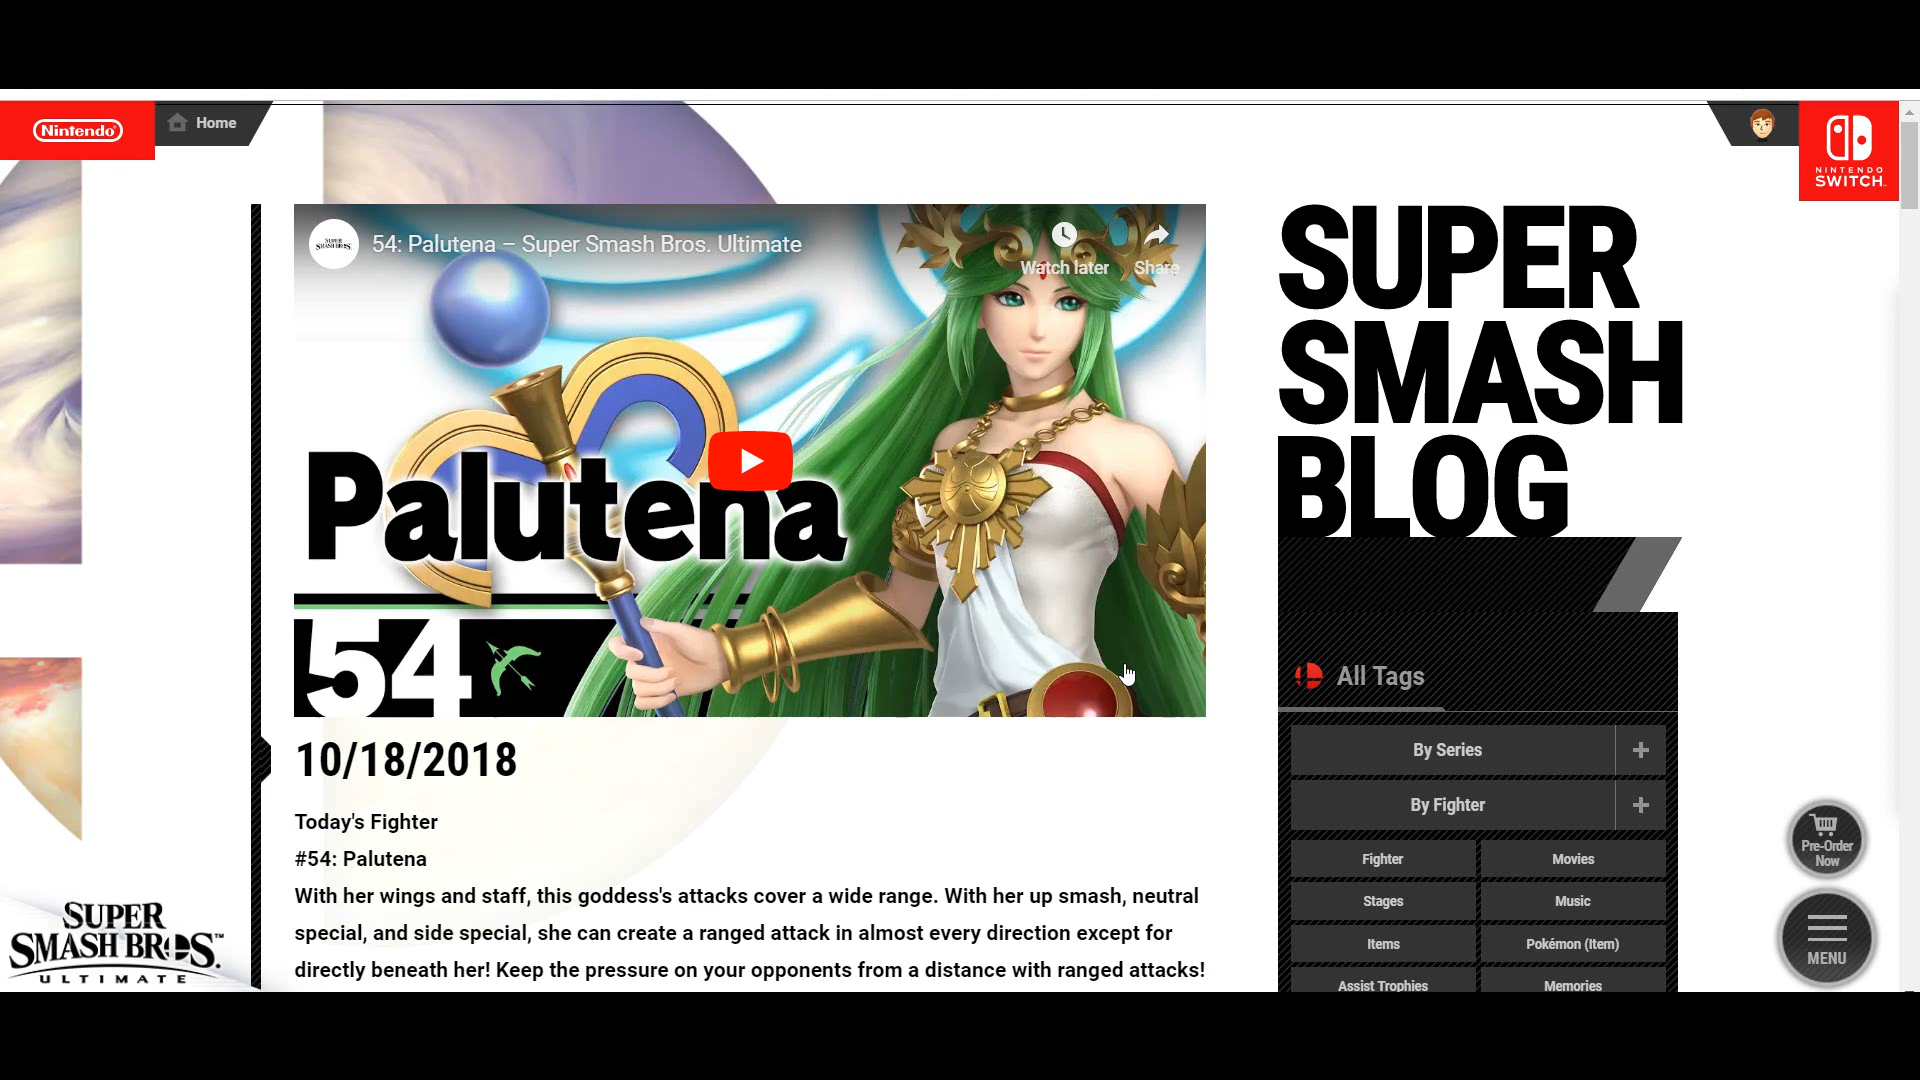 Nintendo
Home
NINTENDO
SWITCH
SUPER SMASH BROS.
54: Palutena – Super Smash Bros. Ultimate
Watch later
Share
Palutena
54
10/18/2018
Today's Fighter
#54: Palutena
With her wings and staff, this goddess's attacks cover a wide range. With her up smash, neutral
special, and side special, she can create a ranged attack in almost every direction except for
directly beneath her! Keep the pressure on your opponents from a distance with ranged attacks!
SUPER
SMASH
BLOG
All Tags
By Series +
By Fighter +
Fighter
Movies
Stages
Music
Items
Pokémon (Item)
Assist Trophies
Memories
Pre-Order
Now
MENU
SUPER
SMASH BROS.™
ULTIMATE